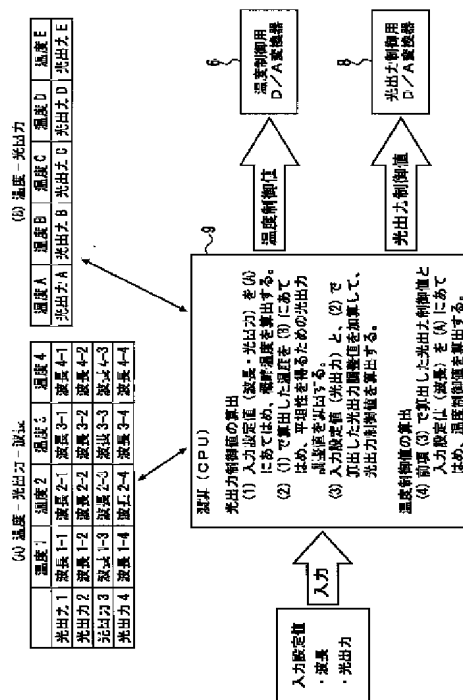 (A) 温度－光出力－波長
温度1 温度2 温度3 温度4
光出力1 波長1-1 波長2-1 波長3-1 波長4-1
光出力2 波長1-2 波長2-2 波長3-2 波長4-2
光出力3 波長1-3 波長2-3 波長3-3 波長4-3
光出力4 波長1-4 波長2-4 波長3-4 波長4-4
(B) 温度－光出力
温度A 温度B 温度C 温度D 温度E
光出力A 光出力B 光出力C 光出力D 光出力E
入力設定値
・波長
・光出力
入力
9
演算（CPU）
光出力制御値の算出
(1) 入力設定値（波長・光出力）を(A)
にあてはめ、概略温度を算出する。
(2) (1)で算出した温度を(B)にあて
はめ、平坦性を得るための光出力
調整値を算出する。
(3) 入力設定値（光出力）と、(2)で
算出した光出力調整値を加算して、
光出力制御値を算出する。
温度制御値の算出
(4) 前項(3)で算出した光出力制御値と
入力設定値（波長）を(A)にあて
はめ、温度制御値を算出する。
温度制御値
6
温度制御用
D／A変換器
光出力制御値
8
光出力制御用
D／A変換器